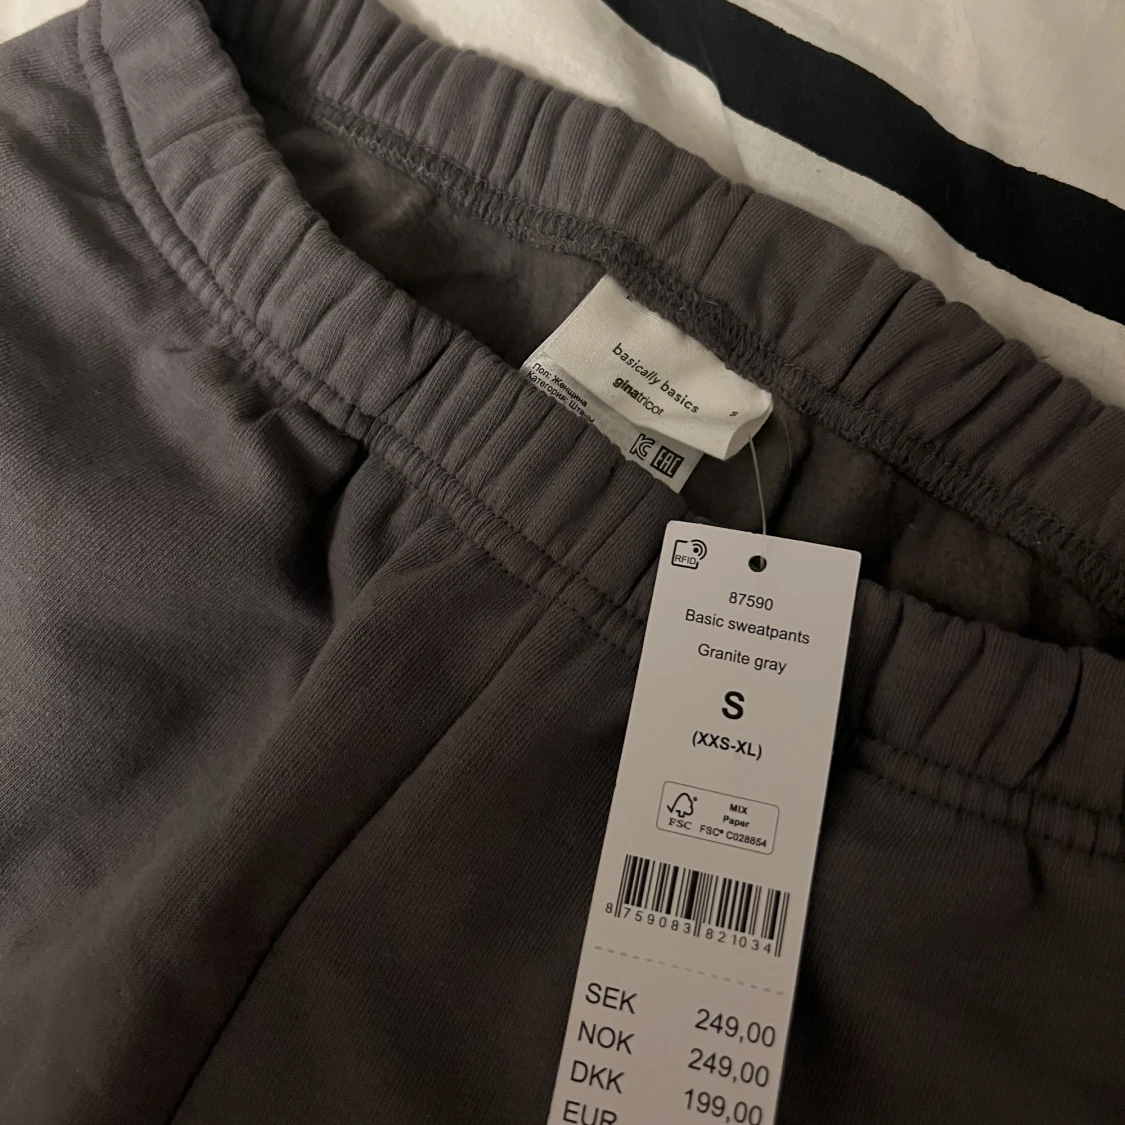 basically basics
ginatricot
S
Пол: Женщина
Категория: Штаны
EAC
RFID
87590
Basic sweatpants
Granite gray
S
(XXS-XL)
FSC
MIX
Paper
FSC® C028854
8 759083 821034
SEK 249,00
NOK 249,00
DKK 199,00
EUR